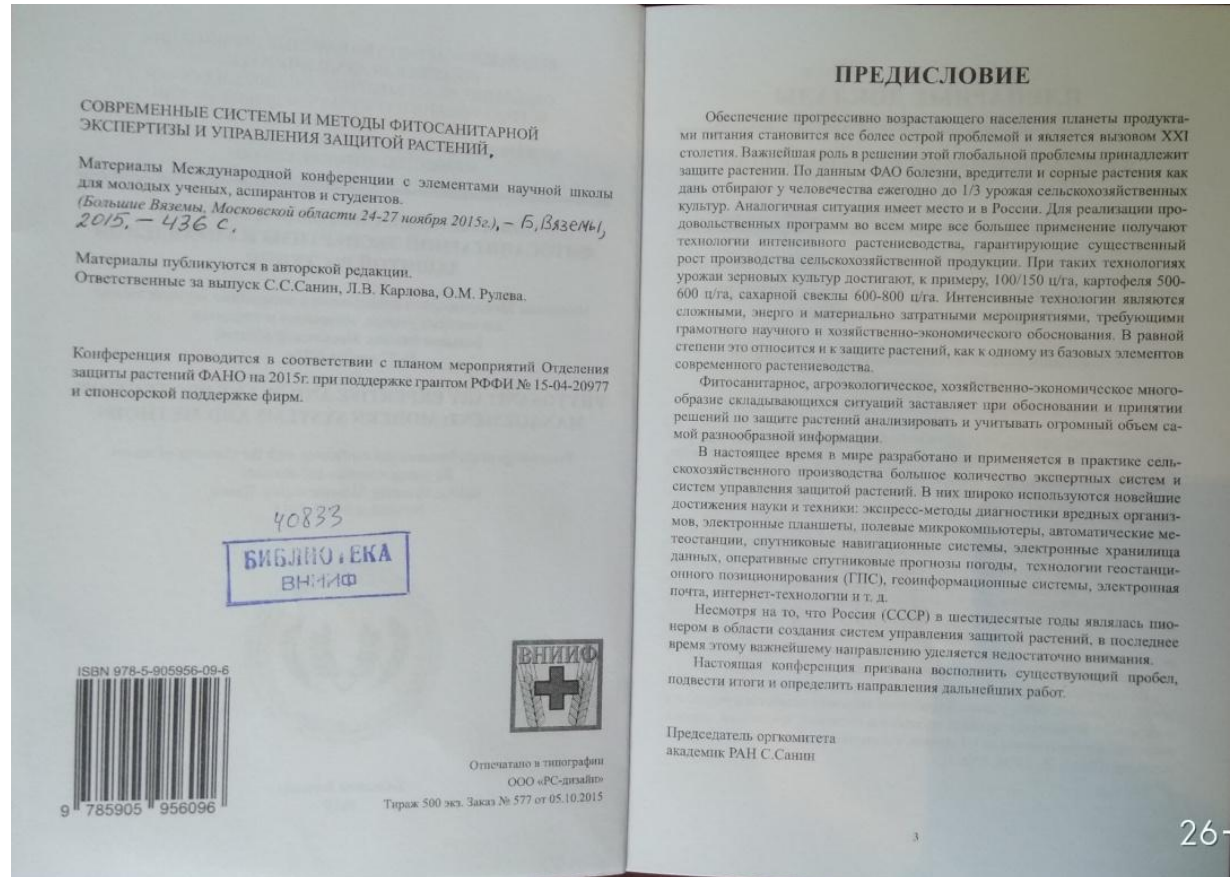 СОВРЕМЕННЫЕ СИСТЕМЫ И МЕТОДЫ ФИТОСАНИТАРНОЙ
ЭКСПЕРТИЗЫ И УПРАВЛЕНИЯ ЗАЩИТОЙ РАСТЕНИЙ,
Материалы Международной конференции с элементами научной школы
для молодых ученых, аспирантов и студентов.
(Большие Вяземы, Московской области 24-27 ноября 2015г.), – Б,Вяземы,
2015. – 436 с.
Материалы публикуются в авторской редакции.
Ответственные за выпуск С.С.Санин, Л.В. Карлова, О.М. Рулева.
Конференция проводится в соответствии с планом мероприятий Отделения
защиты растений ФАНО на 2015г. при поддержке грантом РФФИ № 15-04-20977
и спонсорской поддержке фирм.
40833
БИБЛИОТЕКА
ВНИИФ
ISBN 978-5-905956-09-6
9 785905 956096
ВНИИФ
Отпечатано в типографии
ООО «РС-дизайн»
Тираж 500 экз. Заказ № 577 от 05.10.2015
ПРЕДИСЛОВИЕ
Обеспечение прогрессивно возрастающего населения планеты продукта-
ми питания становится все более острой проблемой и является вызовом XXI
столетия. Важнейшая роль в решении этой глобальной проблемы принадлежит
защите растении. По данным ФАО болезни, вредители и сорные растения как
дань отбирают у человечества ежегодно до 1/3 урожая сельскохозяйственных
культур. Аналогичная ситуация имеет место и в России. Для реализации про-
довольственных программ во всем мире все большее применение получают
технологии интенсивного растениеводства, гарантирующие существенный
рост производства сельскохозяйственной продукции. При таких технологиях
урожаи зерновых культур достигают, к примеру, 100/150 ц/га, картофеля 500-
600 ц/га, сахарной свеклы 600-800 ц/га. Интенсивные технологии являются
сложными, энерго и материально затратными мероприятиями, требующими
грамотного научного и хозяйственно-экономического обоснования. В равной
степени это относится и к защите растений, как к одному из базовых элементов
современного растениеводства.
Фитосанитарное, агроэкологическое, хозяйственно-экономическое много-
образие складывающихся ситуаций заставляет при обосновании и принятии
решений по защите растений анализировать и учитывать огромный объем са-
мой разнообразной информации.
В настоящее время в мире разработано и применяется в практике сель-
скохозяйственного производства большое количество экспертных систем и
систем управления защитой растений. В них широко используются новейшие
достижения науки и техники: экспресс-методы диагностики вредных организ-
мов, электронные планшеты, полевые микрокомпьютеры, автоматические ме-
теостанции, спутниковые навигационные системы, электронные хранилища
данных, оперативные спутниковые прогнозы погоды, технологии геостанци-
онного позиционирования (ГПС), геоинформационные системы, электронная
почта, интернет-технологии и т. д.
Несмотря на то, что Россия (СССР) в шестидесятые годы являлась пио-
нером в области создания систем управления защитой растений, в последнее
время этому важнейшему направлению уделяется недостаточно внимания.
Настоящая конференция призвана восполнить существующий пробел,
подвести итоги и определить направления дальнейших работ.
Председатель оргкомитета
академик РАН С.Санин
3
26-